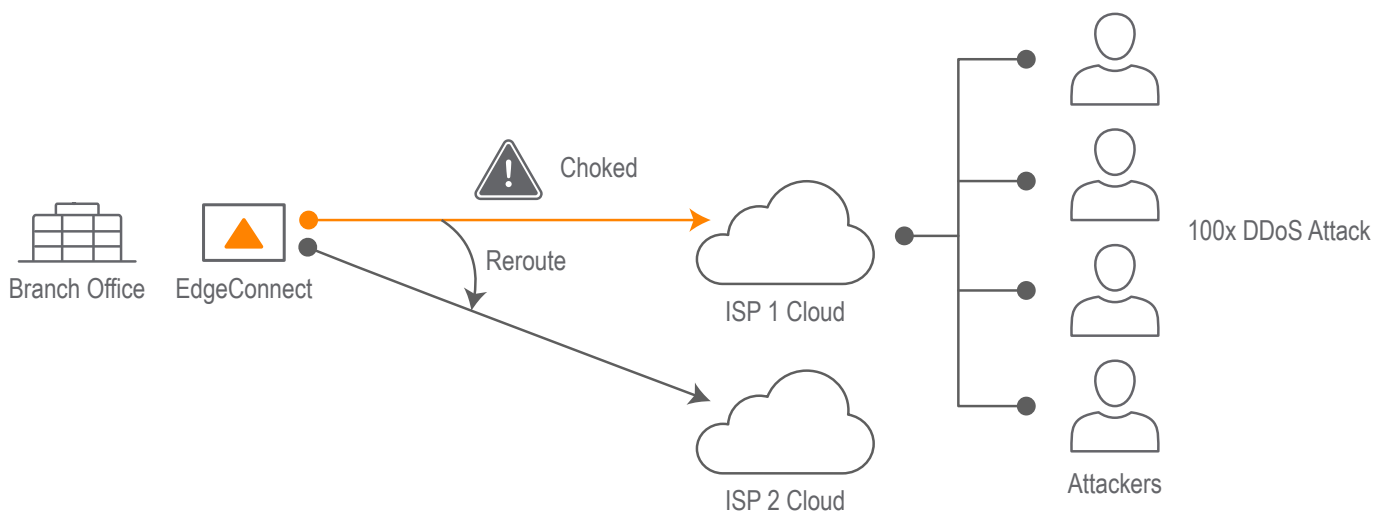 Choked
100x DDoS Attack
Reroute
Branch Office
EdgeConnect
ISP 1 Cloud
Attackers
ISP 2 Cloud